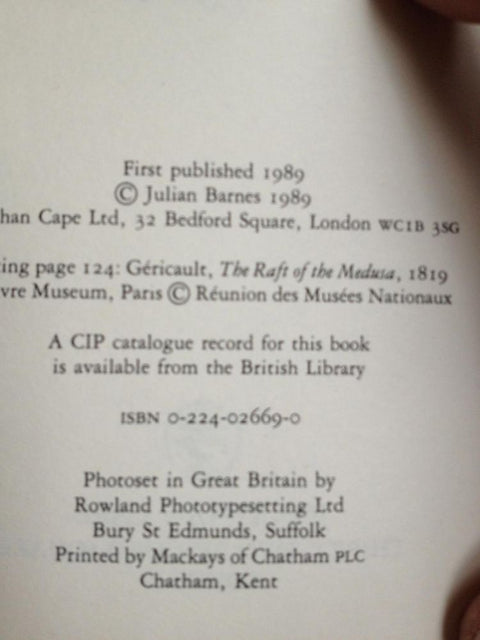 First published 1989
© Julian Barnes 1989
han Cape Ltd, 32 Bedford Square, London WC1B 3SG
ing page 124: Géricault, The Raft of the Medusa, 1819
vre Museum, Paris © Réunion des Musées Nationaux
A CIP catalogue record for this book
is available from the British Library
ISBN 0-224-02669-0
Photoset in Great Britain by
Rowland Phototypesetting Ltd
Bury St Edmunds, Suffolk
Printed by Mackays of Chatham PLC
Chatham, Kent